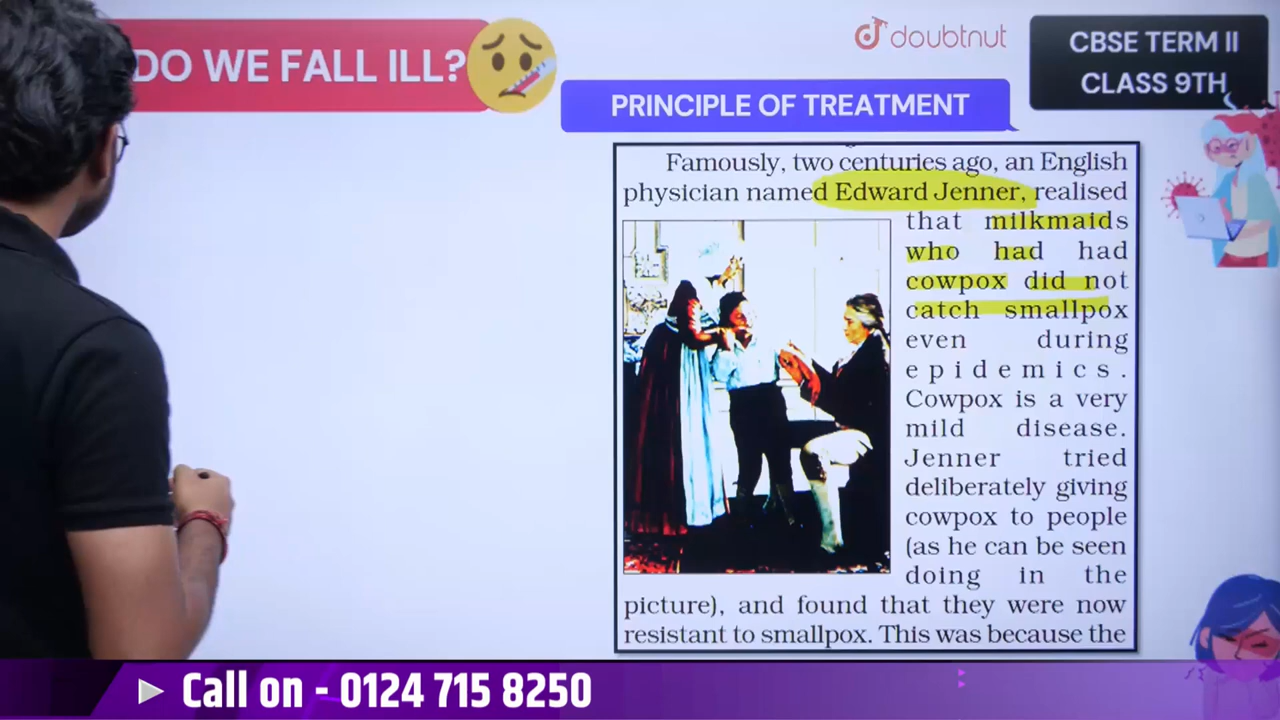 DO WE FALL ILL?
doubtnut
CBSE TERM II
CLASS 9TH
PRINCIPLE OF TREATMENT
Famously, two centuries ago, an English
physician named Edward Jenner, realised
that milkmaids
who had had
cowpox did not
catch smallpox
even during
epidemics.
Cowpox is a very
mild disease.
Jenner tried
deliberately giving
cowpox to people
(as he can be seen
doing in the
picture), and found that they were now
resistant to smallpox. This was because the
Call on - 0124 715 8250